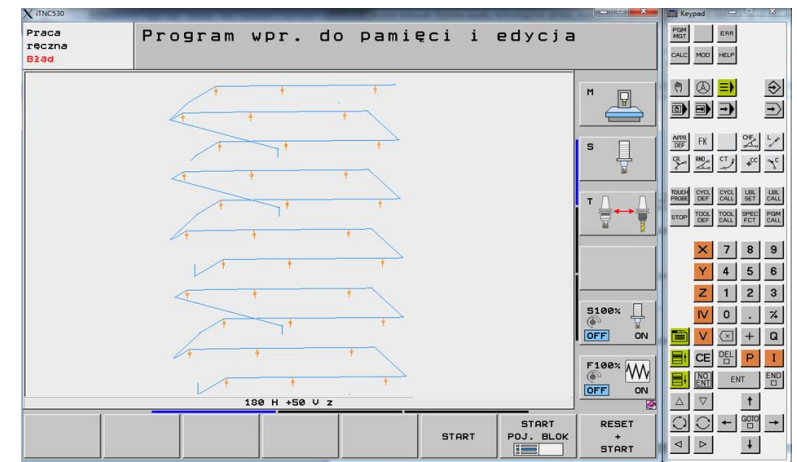 iTNC530
Keypad
Praca
ręczna
Błąd
Program wpr. do pamięci i edycja
M
S
T
S100%
OFF ON
F100%
OFF ON
180 H +50 V z
START
START
POJ. BLOK
RESET
+
START
PGM
MGT
ERR
CALC MOD HELP
APPR
DEP
FK
CHF
L
CR
RND
CT
CC
C
TOUCH
PROBE
CYCL
DEF
CYCL
CALL
LBL
SET
LBL
CALL
STOP
TOOL
DEF
TOOL
CALL
SPEC
FCT
PGM
CALL
X 7 8 9
Y 4 5 6
Z 1 2 3
IV 0 .
V + Q
CE
DEL
P I
NO
ENT
ENT
END
GOTO